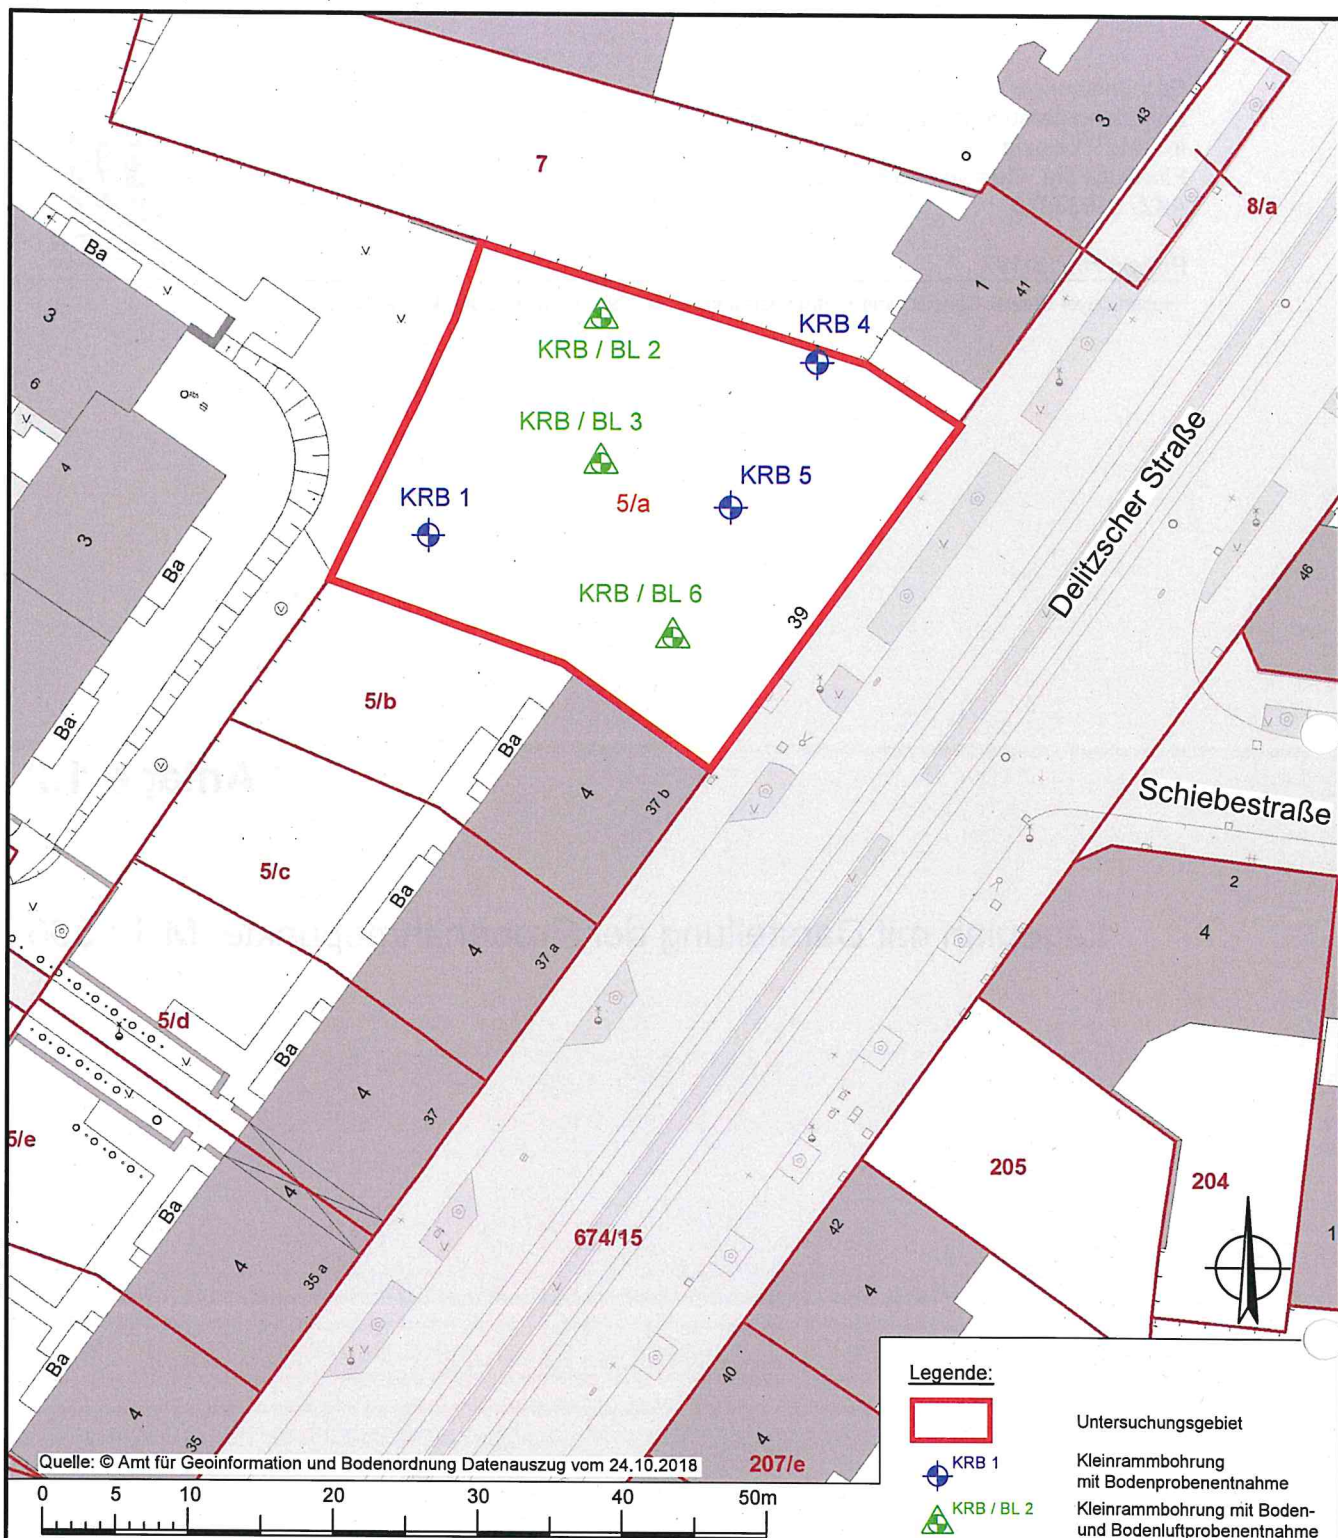 7
3
43
8/a
1
41
Ba
3
6
4
3
Ba
Ba
KRB / BL 2
KRB 4
KRB / BL 3
KRB 1
KRB 5
5/a
KRB / BL 6
39
Delitzscher Straße
46
Schiebestraße
2
4
5/b
Ba
4
37 b
5/c
Ba
4
37 a
5/d
Ba
4
37
5/e
Ba
4
4
35 a
674/15
205
204
1
42
4
40
4
207/e
Ba
4
35
Quelle: © Amt für Geoinformation und Bodenordnung Datenauszug vom 24.10.2018
0 5 10 20 30 40 50m
Legende:
Untersuchungsgebiet
KRB 1
Kleinrammbohrung
mit Bodenprobenentnahme
KRB / BL 2
Kleinrammbohrung mit Boden-
und Bodenluftprobenentnahme